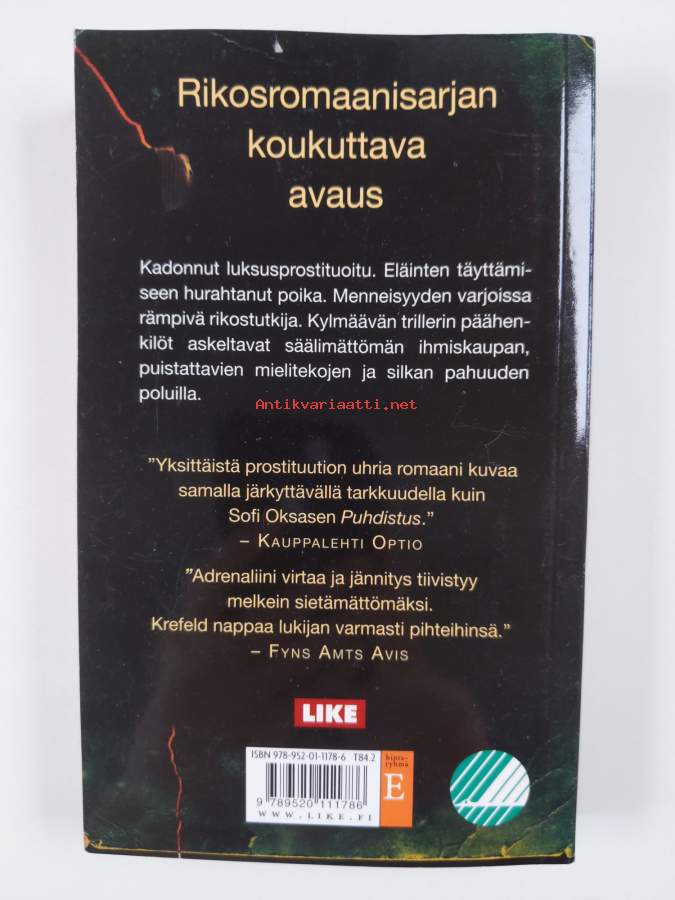 Rikosromaanisarjan
koukuttava
avaus
Kadonnut luksusprostituoitu. Eläinten täyttämi-
seen hurahtanut poika. Menneisyyden varjoissa
rämpivä rikostutkija. Kylmäävän trillerin päähen-
kilöt askeltavat säälimättömän ihmiskaupan,
puistattavien mielitekojen ja silkan pahuuden
poluilla.
Antikvariaatti.net
”Yksittäistä prostituution uhria romaani kuvaa
samalla järkyttävällä tarkkuudella kuin
Sofi Oksasen Puhdistus.”
– Kauppalehti Optio
”Adrenaliini virtaa ja jännitys tiivistyy
melkein sietämättömäksi.
Krefeld nappaa lukijan varmasti pihteihinsä.”
– Fyns Amts Avis
LIKE
ISBN 978-952-01-1178-6 T84.2
9 789520 111786
WWW.LIKE.FI
hinta-
ryhmä
E